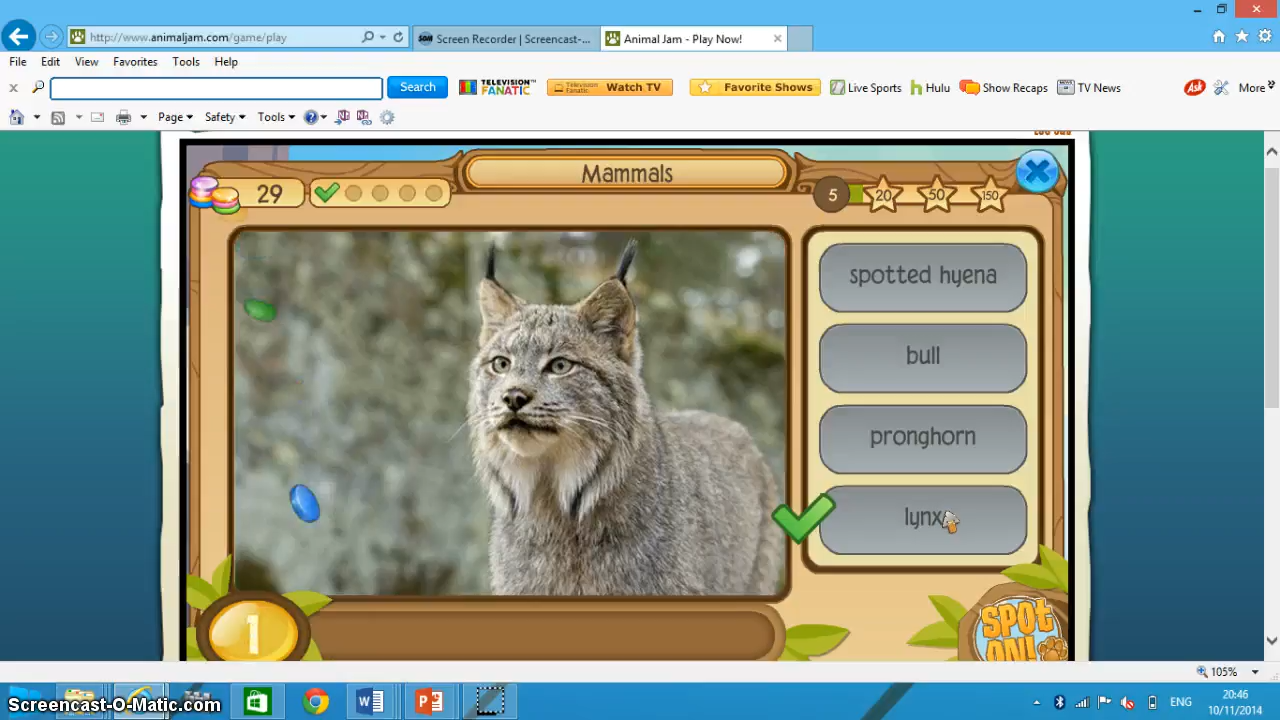 http://www.animaljam.com/game/play
Screen Recorder | Screencast-...
Animal Jam - Play Now!
File Edit View Favorites Tools Help
Search
TELEVISION FANATIC
Television Fanatic Watch TV
Favorite Shows
Live Sports
Hulu
Show Recaps
TV News
Ask
More
Page
Safety
Tools
Mammals
29
5
20
50
150
spotted hyena
bull
pronghorn
lynx
1
SPOT ON!
105%
Screencast-O-Matic.com
ENG
20:46
10/11/2014